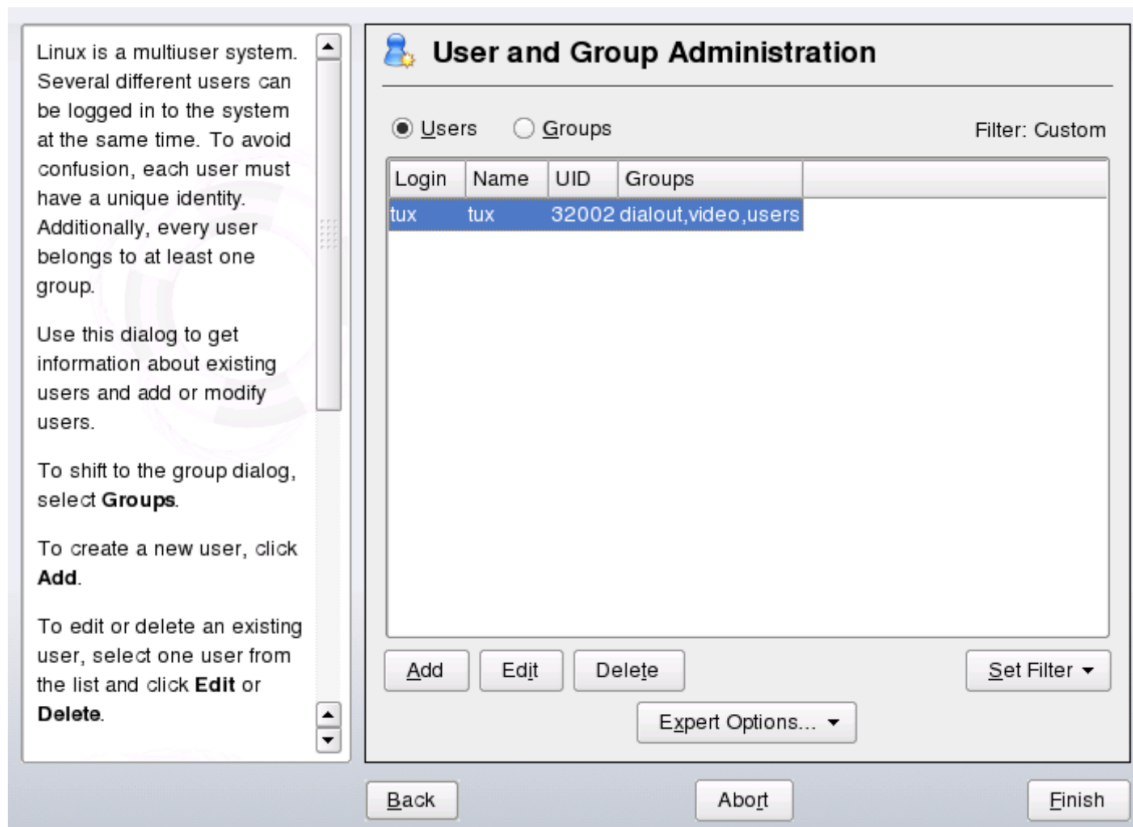 Linux is a multiuser system.
Several different users can
be logged in to the system
at the same time. To avoid
confusion, each user must
have a unique identity.
Additionally, every user
belongs to at least one
group.
Use this dialog to get
information about existing
users and add or modify
users.
To shift to the group dialog,
select Groups.
To create a new user, click
Add.
To edit or delete an existing
user, select one user from
the list and click Edit or
Delete.
User and Group Administration
Users Groups Filter: Custom
Login Name UID Groups
tux tux 32002 dialout,video,users
Add Edit Delete Set Filter
Expert Options...
Back Abort Finish